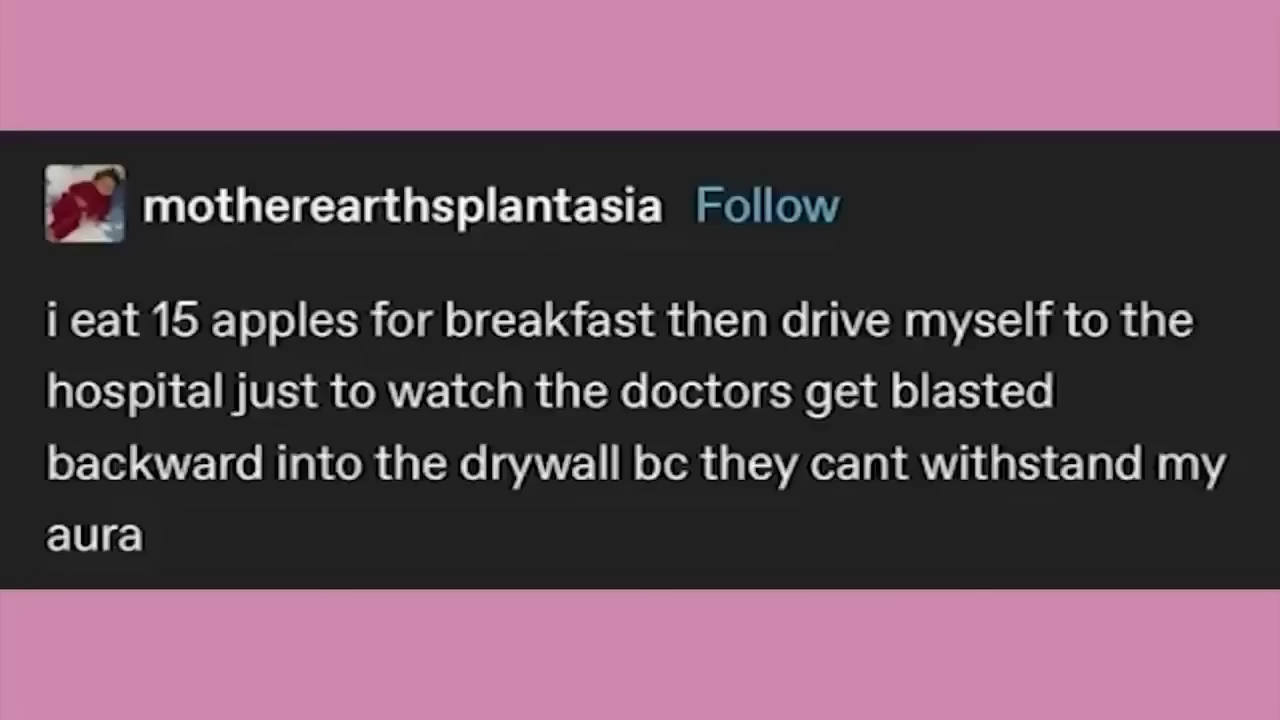 motherearthsplantasia Follow
i eat 15 apples for breakfast then drive myself to the
hospital just to watch the doctors get blasted
backward into the drywall bc they cant withstand my
aura